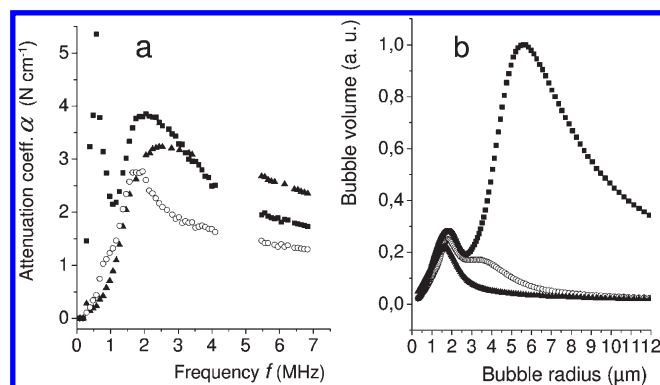 a
Attenuation coeff. α (N cm⁻¹)
5
4
3
2
1
0
0 1 2 3 4 5 6 7
Frequency f (MHz)
b
Bubble volume (a. u.)
1,0
0,8
0,6
0,4
0,2
0,0
0 1 2 3 4 5 6 7 8 9 10 11 12
Bubble radius (μm)